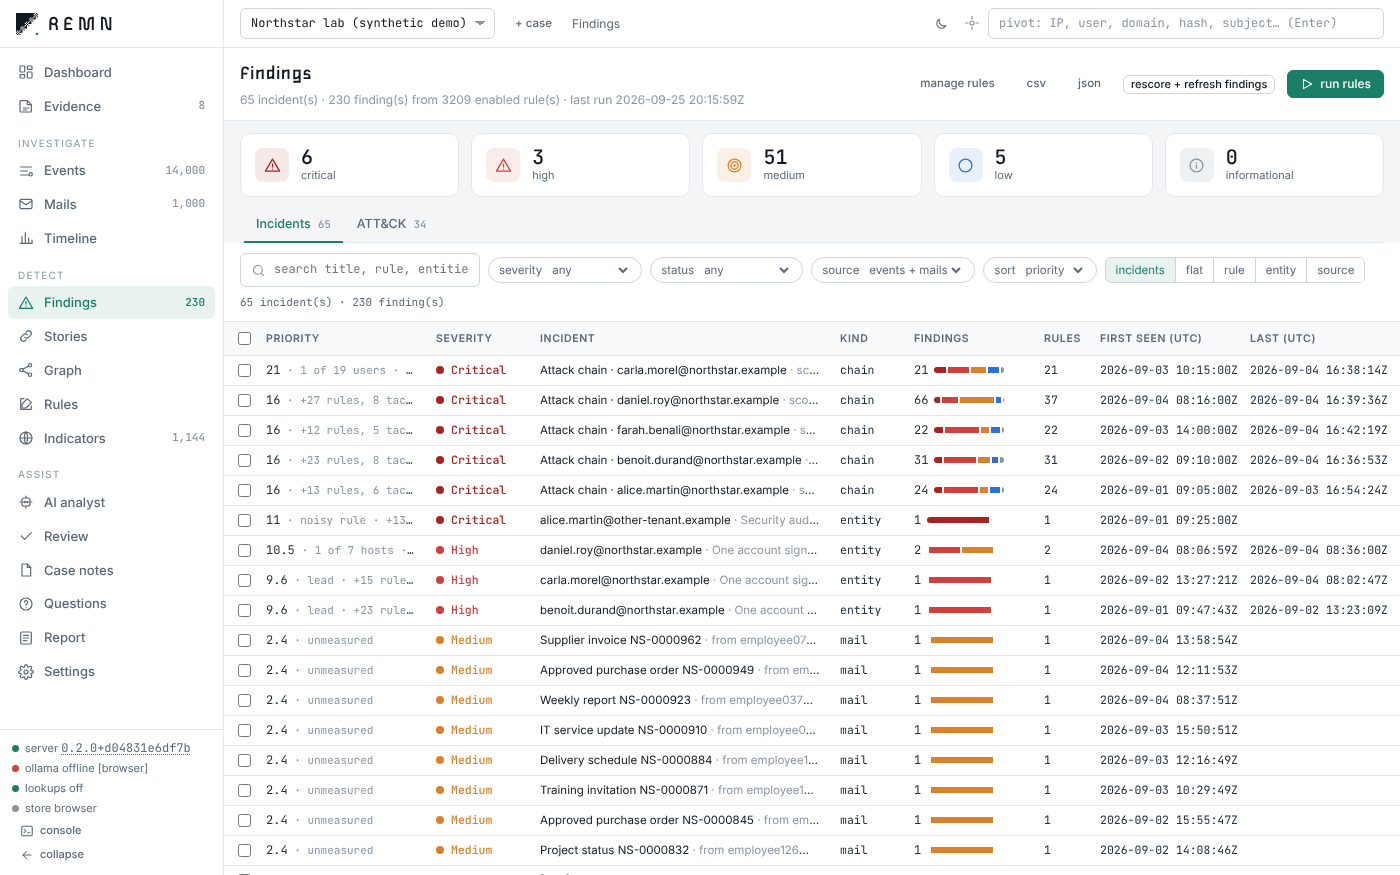 REMN
Northstar lab (synthetic demo)
+ case
Findings
pivot: IP, user, domain, hash, subject… (Enter)
Dashboard
Evidence 8
INVESTIGATE
Events 14,000
Mails 1,000
Timeline
DETECT
Findings 230
Stories
Graph
Rules
Indicators 1,144
ASSIST
AI analyst
Review
Case notes
Questions
Report
Settings
server 0.2.0+d04831e6df7b
ollama offline [browser]
lookups off
store browser
console
collapse
Findings
65 incident(s) · 230 finding(s) from 3209 enabled rule(s) · last run 2026-09-25 20:15:59Z
manage rules csv json rescore + refresh findings run rules
6 critical
3 high
51 medium
5 low
0 informational
Incidents 65 ATT&CK 34
search title, rule, entitie
severity any
status any
source events + mails
sort priority
incidents flat rule entity source
65 incident(s) · 230 finding(s)
PRIORITY SEVERITY INCIDENT KIND FINDINGS RULES FIRST SEEN (UTC) LAST (UTC)
21 · 1 of 19 users · … Critical Attack chain · carla.morel@northstar.example · sc… chain 21 21 2026-09-03 10:15:00Z 2026-09-04 16:38:14Z
16 · +27 rules, 8 tac… Critical Attack chain · daniel.roy@northstar.example · sco… chain 66 37 2026-09-04 08:16:00Z 2026-09-04 16:39:36Z
16 · +12 rules, 5 tac… Critical Attack chain · farah.benali@northstar.example · s… chain 22 22 2026-09-03 14:00:00Z 2026-09-04 16:42:19Z
16 · +23 rules, 8 tac… Critical Attack chain · benoit.durand@northstar.example ·… chain 31 31 2026-09-02 09:10:00Z 2026-09-04 16:36:53Z
16 · +13 rules, 6 tac… Critical Attack chain · alice.martin@northstar.example · s… chain 24 24 2026-09-01 09:05:00Z 2026-09-03 16:54:24Z
11 · noisy rule · +13… Critical alice.martin@other-tenant.example · Security aud… entity 1 1 2026-09-01 09:25:00Z
10.5 · 1 of 7 hosts ·… High daniel.roy@northstar.example · One account sign… entity 2 2 2026-09-04 08:06:59Z 2026-09-04 08:36:00Z
9.6 · lead · +15 rule… High carla.morel@northstar.example · One account sig… entity 1 1 2026-09-02 13:27:21Z 2026-09-04 08:02:47Z
9.6 · lead · +23 rule… High benoit.durand@northstar.example · One account … entity 1 1 2026-09-01 09:47:43Z 2026-09-02 13:23:09Z
2.4 · unmeasured Medium Supplier invoice NS-0000962 · from employee07… mail 1 1 2026-09-04 13:58:54Z
2.4 · unmeasured Medium Approved purchase order NS-0000949 · from em… mail 1 1 2026-09-04 12:11:53Z
2.4 · unmeasured Medium Weekly report NS-0000923 · from employee037… mail 1 1 2026-09-04 08:37:51Z
2.4 · unmeasured Medium IT service update NS-0000910 · from employee0… mail 1 1 2026-09-03 15:50:51Z
2.4 · unmeasured Medium Delivery schedule NS-0000884 · from employee1… mail 1 1 2026-09-03 12:16:49Z
2.4 · unmeasured Medium Training invitation NS-0000871 · from employee1… mail 1 1 2026-09-03 10:29:49Z
2.4 · unmeasured Medium Approved purchase order NS-0000845 · from em… mail 1 1 2026-09-02 15:55:47Z
2.4 · unmeasured Medium Project status NS-0000832 · from employee126… mail 1 1 2026-09-02 14:08:46Z